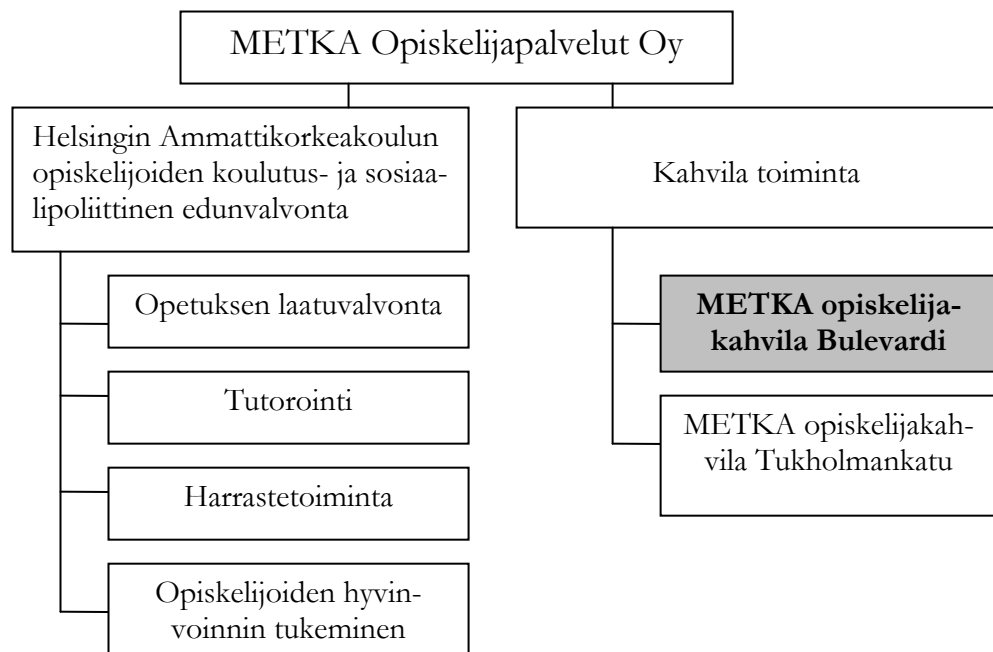 METKA Opiskelijapalvelut Oy
Helsingin Ammattikorkeakoulun
opiskelijoiden koulutus- ja sosiaa-
lipoliittinen edunvalvonta
Opetuksen laatuvalvonta
Tutorointi
Harrastetoiminta
Opiskelijoiden hyvin-
voinnin tukeminen
Kahvila toiminta
METKA opiskelija-
kahvila Bulevardi
METKA opiskelijakah-
vila Tukholmankatu